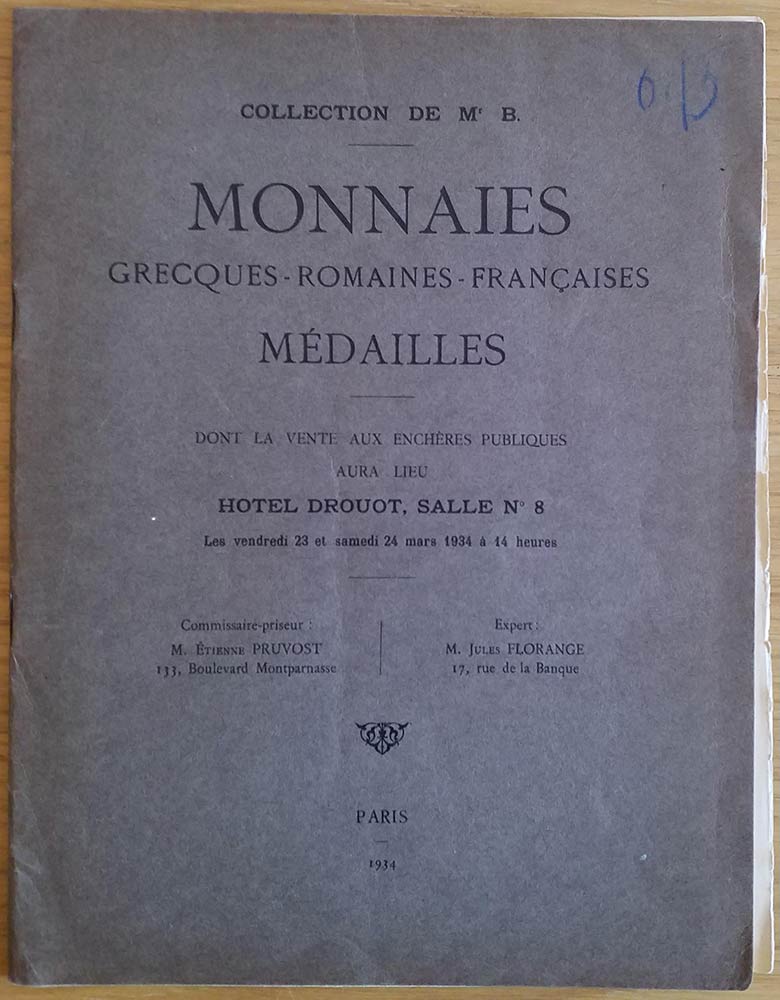 COLLECTION DE Mr B.
MONNAIES
GRECQUES - ROMAINES - FRANÇAISES
MÉDAILLES
DONT LA VENTE AUX ENCHÈRES PUBLIQUES
AURA LIEU
HOTEL DROUOT, SALLE N° 8
Les vendredi 23 et samedi 24 mars 1934 à 14 heures
Commissaire-priseur :
M. ÉTIENNE PRUVOST
133, Boulevard Montparnasse
Expert :
M. JULES FLORANGE
17, rue de la Banque
PARIS
1934